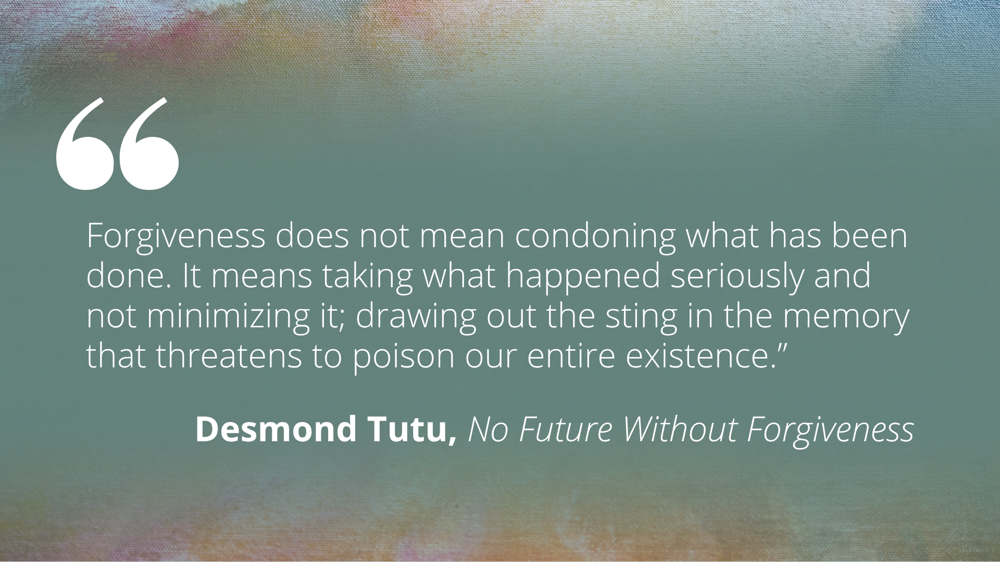 “
Forgiveness does not mean condoning what has been
done. It means taking what happened seriously and
not minimizing it; drawing out the sting in the memory
that threatens to poison our entire existence.”
Desmond Tutu, No Future Without Forgiveness